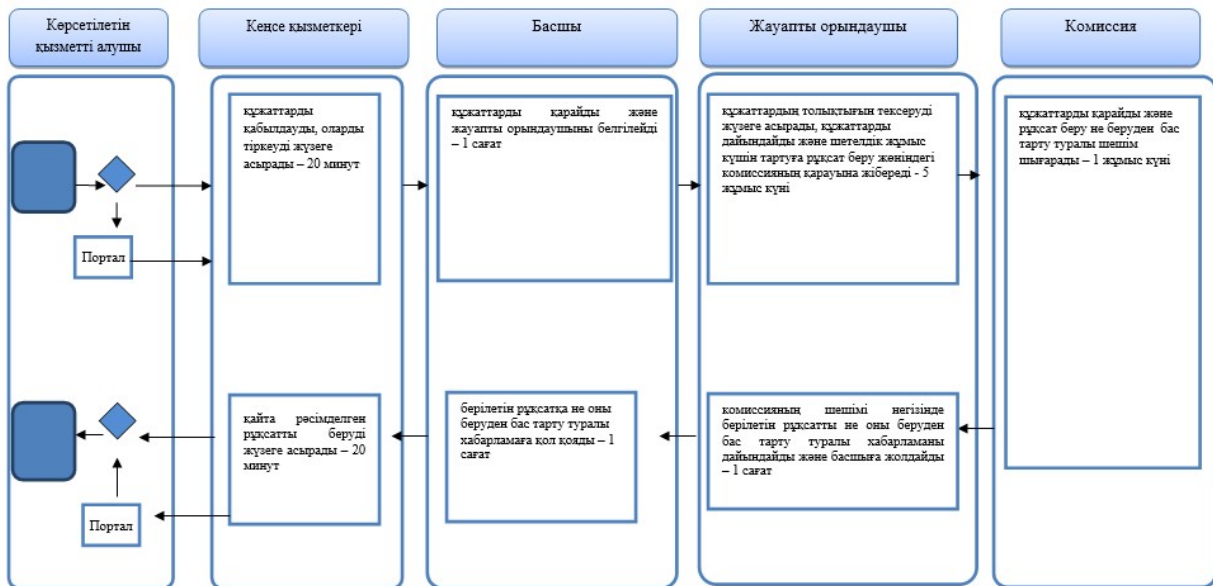 Көрсетілетін
қызметті алушы
Кеңсе қызметкері
Басшы
Жауапты орындаушы
Комиссия
құжаттарды
қабылдауды, оларды
тіркеуді жүзеге
асырады – 20 минут
құжаттарды қарайды және
жауапты орындаушыны белгілейді
– 1 сағат
құжаттардың толықтығын тексеруді
жүзеге асырады, құжаттарды
дайындайды және шетелдік жұмыс
күшін тартуға рұқсат беру жөніндегі
комиссияның қарауына жібереді - 5
жұмыс күні
құжаттарды қарайды және
рұқсат беру не беруден бас
тарту туралы шешім
шығарады – 1 жұмыс күні
Портал
қайта рәсімделген
рұқсатты беруді
жүзеге асырады – 20
минут
берілетін рұқсатқа не оны
беруден бас тарту туралы
хабарламаға қол қояды – 1
сағат
комиссияның шешімі негізінде
берілетін рұқсатты не оны беруден
бас тарту туралы хабарламаны
дайындайды және басшыға жолдайды
– 1 сағат
Портал